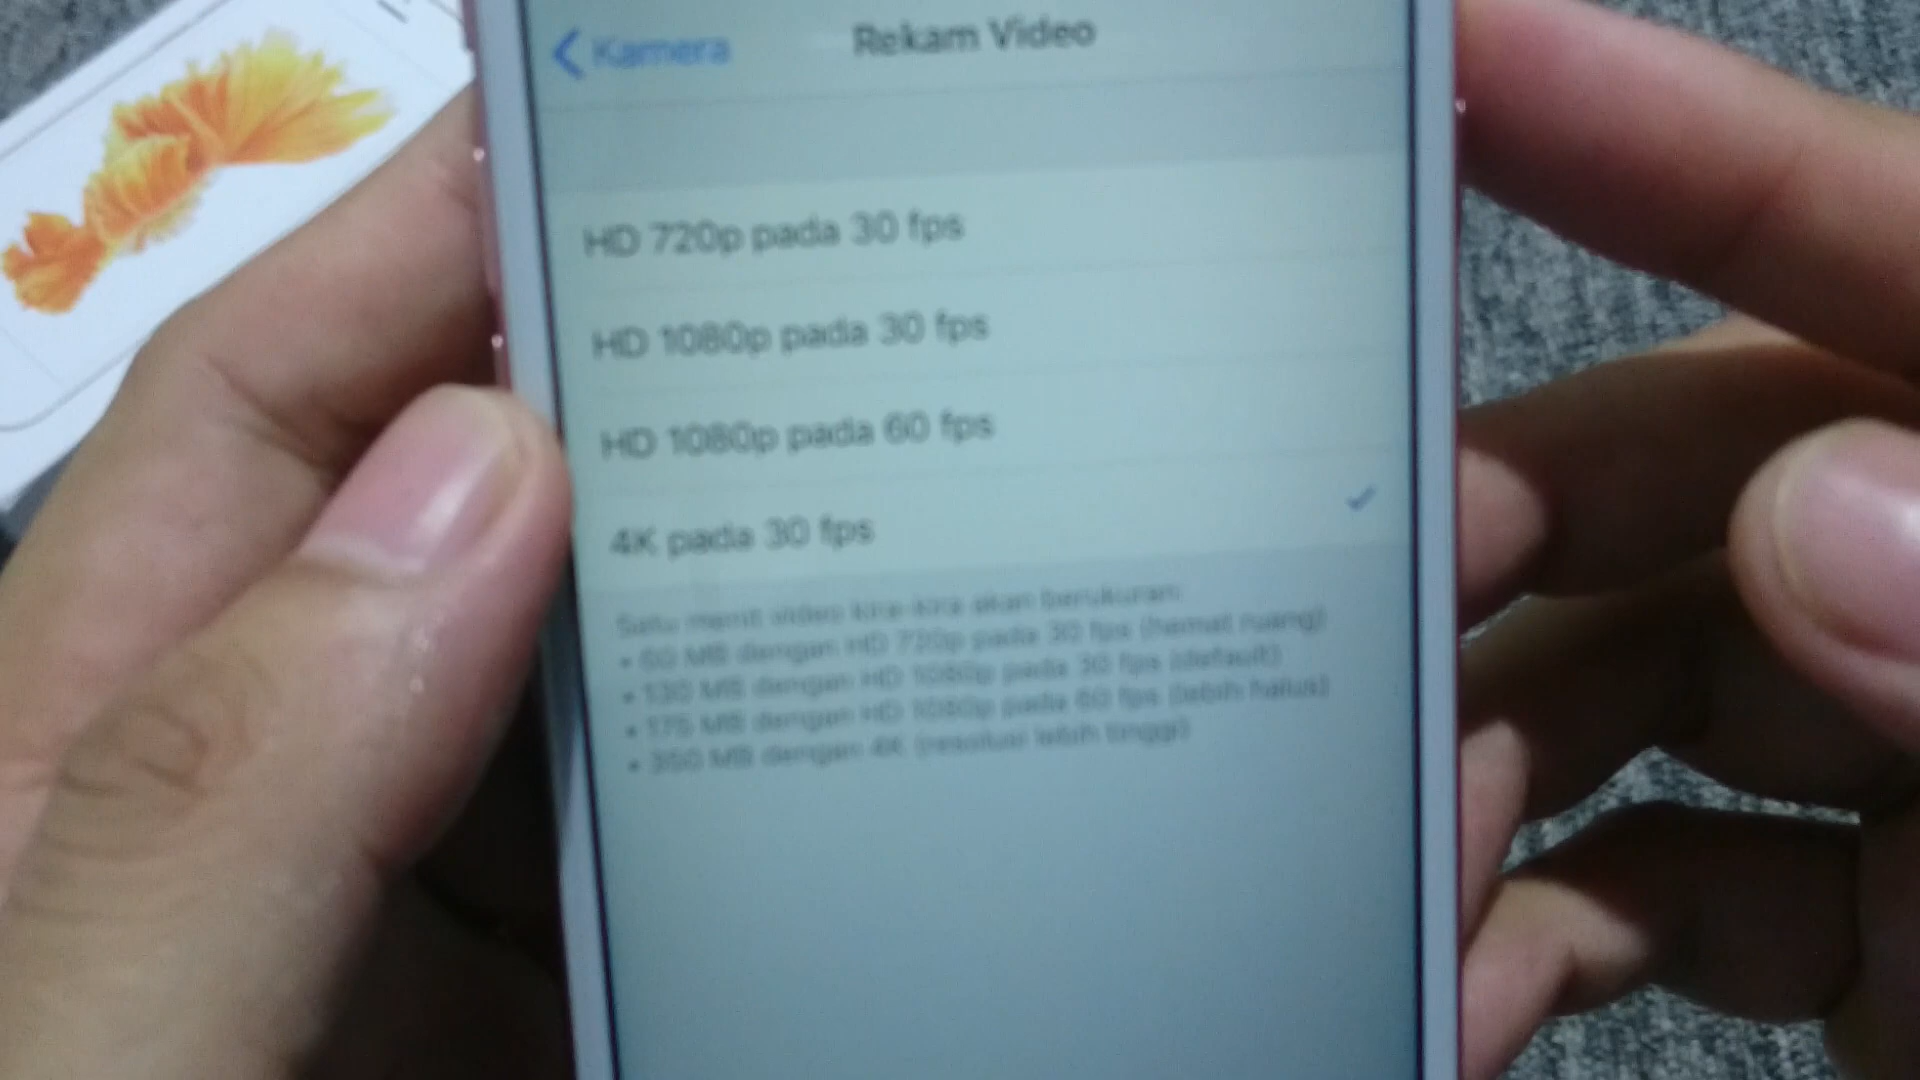 Kamera
Rekam Video
HD 720p pada 30 fps
HD 1080p pada 30 fps
HD 1080p pada 60 fps
4K pada 30 fps
Satu menit video kira-kira akan berukuran:
• 60 MB dengan HD 720p pada 30 fps (hemat ruang)
• 130 MB dengan HD 1080p pada 30 fps (default)
• 175 MB dengan HD 1080p pada 60 fps (lebih halus)
• 350 MB dengan 4K (resolusi lebih tinggi)